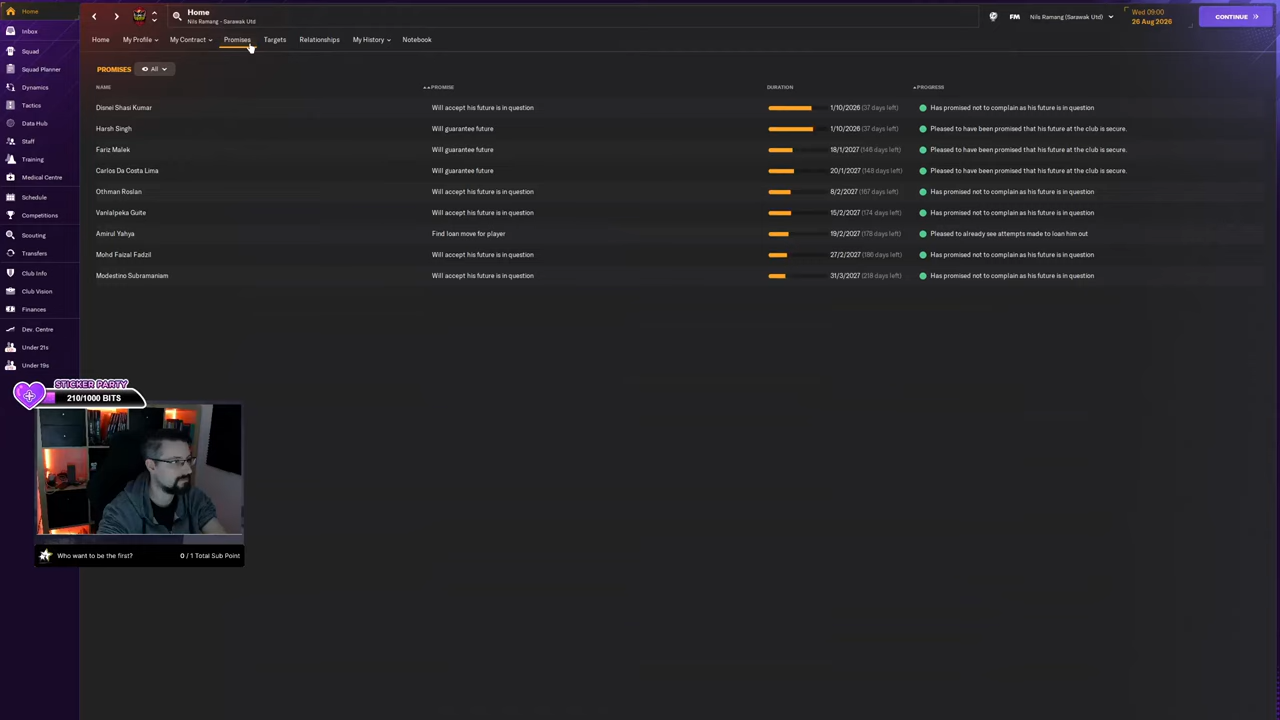 Home
Nils Ramang - Sarawak Utd
FM
Nils Ramang (Sarawak Utd)
Wed 09:00
26 Aug 2026
CONTINUE
Home
My Profile
My Contract
Promises
Targets
Relationships
My History
Notebook
Home
Inbox
Squad
Squad Planner
Dynamics
Tactics
Data Hub
Staff
Training
Medical Centre
Schedule
Competitions
Scouting
Transfers
Club Info
Club Vision
Finances
Dev. Centre
Under 21s
Under 19s
PROMISES All
NAME PROMISE DURATION PROGRESS
Disnei Shasi Kumar Will accept his future is in question 1/10/2026 (37 days left) Has promised not to complain as his future is in question
Harsh Singh Will guarantee future 1/10/2026 (37 days left) Pleased to have been promised that his future at the club is secure.
Fariz Malek Will guarantee future 18/1/2027 (146 days left) Pleased to have been promised that his future at the club is secure.
Carlos Da Costa Lima Will guarantee future 20/1/2027 (148 days left) Pleased to have been promised that his future at the club is secure.
Othman Roslan Will accept his future is in question 8/2/2027 (167 days left) Has promised not to complain as his future is in question
Vanlalpeka Guite Will accept his future is in question 15/2/2027 (174 days left) Has promised not to complain as his future is in question
Amirul Yahya Find loan move for player 19/2/2027 (178 days left) Pleased to already see attempts made to loan him out
Mohd Faizal Fadzil Will accept his future is in question 27/2/2027 (186 days left) Has promised not to complain as his future is in question
Modestino Subramaniam Will accept his future is in question 31/3/2027 (218 days left) Has promised not to complain as his future is in question
STICKER PARTY
210/1000 BITS
Who want to be the first? 0 / 1 Total Sub Point